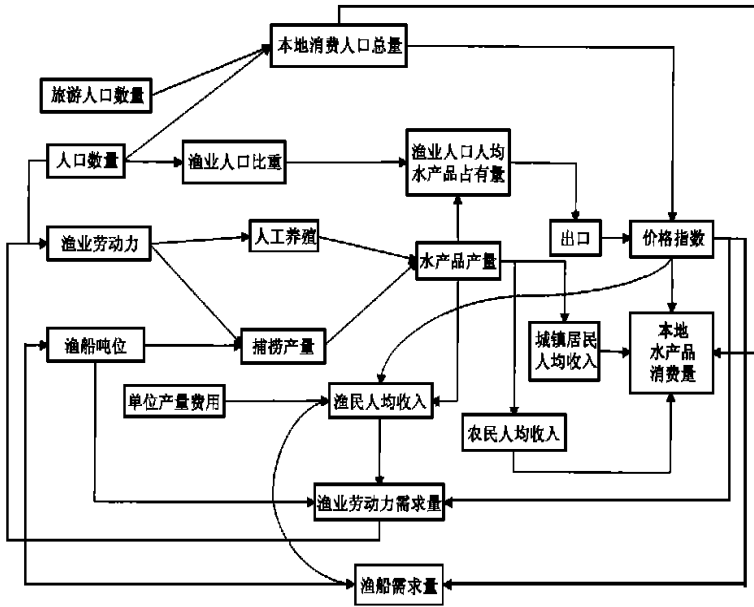 本地消费人口总量
旅游人口数量
人口数量
渔业人口比重
渔业人口人均
水产品占有量
渔业劳动力
人工养殖
水产品产量
出口
价格指数
渔船吨位
捕捞产量
城镇居民
人均收入
本地
水产品
消费量
单位产量费用
渔民人均收入
农民人均收入
渔业劳动力需求量
渔船需求量